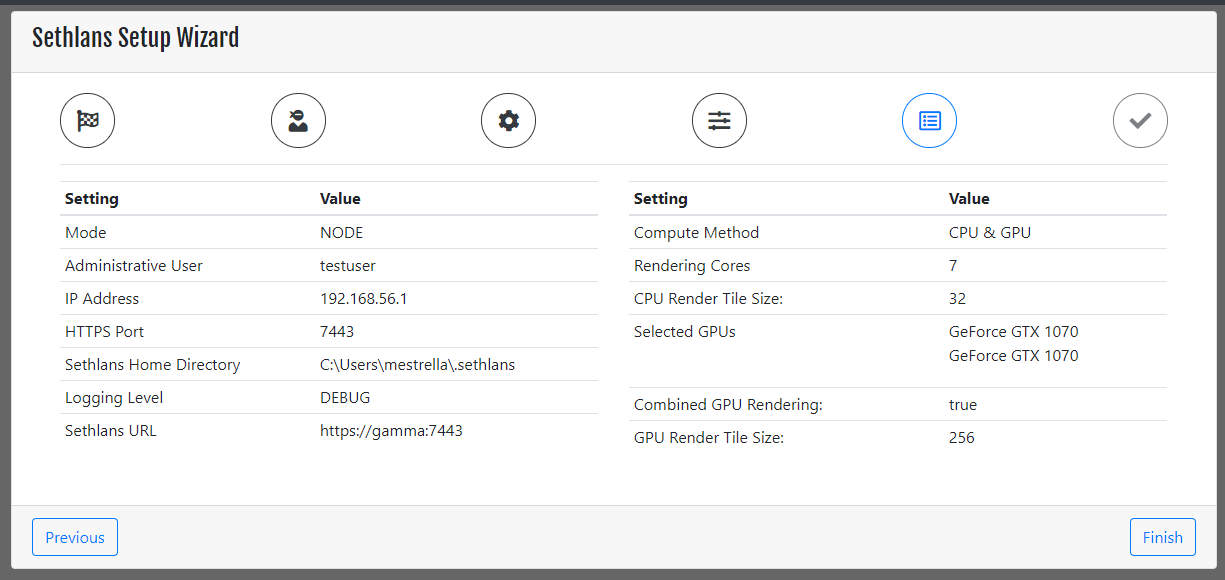 Sethlans Setup Wizard
Setting Value
Mode NODE
Administrative User testuser
IP Address 192.168.56.1
HTTPS Port 7443
Sethlans Home Directory C:\Users\mestrella\.sethlans
Logging Level DEBUG
Sethlans URL https://gamma:7443
Setting Value
Compute Method CPU & GPU
Rendering Cores 7
CPU Render Tile Size: 32
Selected GPUs GeForce GTX 1070
GeForce GTX 1070
Combined GPU Rendering: true
GPU Render Tile Size: 256
Previous
Finish